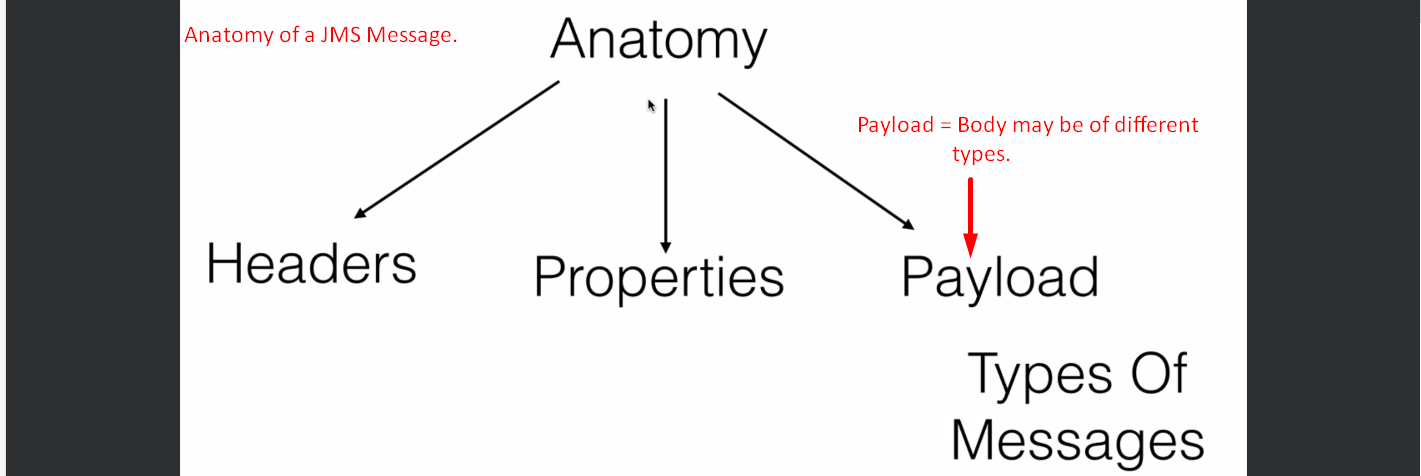 Anatomy of a JMS Message.
Anatomy
Payload = Body may be of different
types.
Headers
Properties
Payload
Types Of
Messages